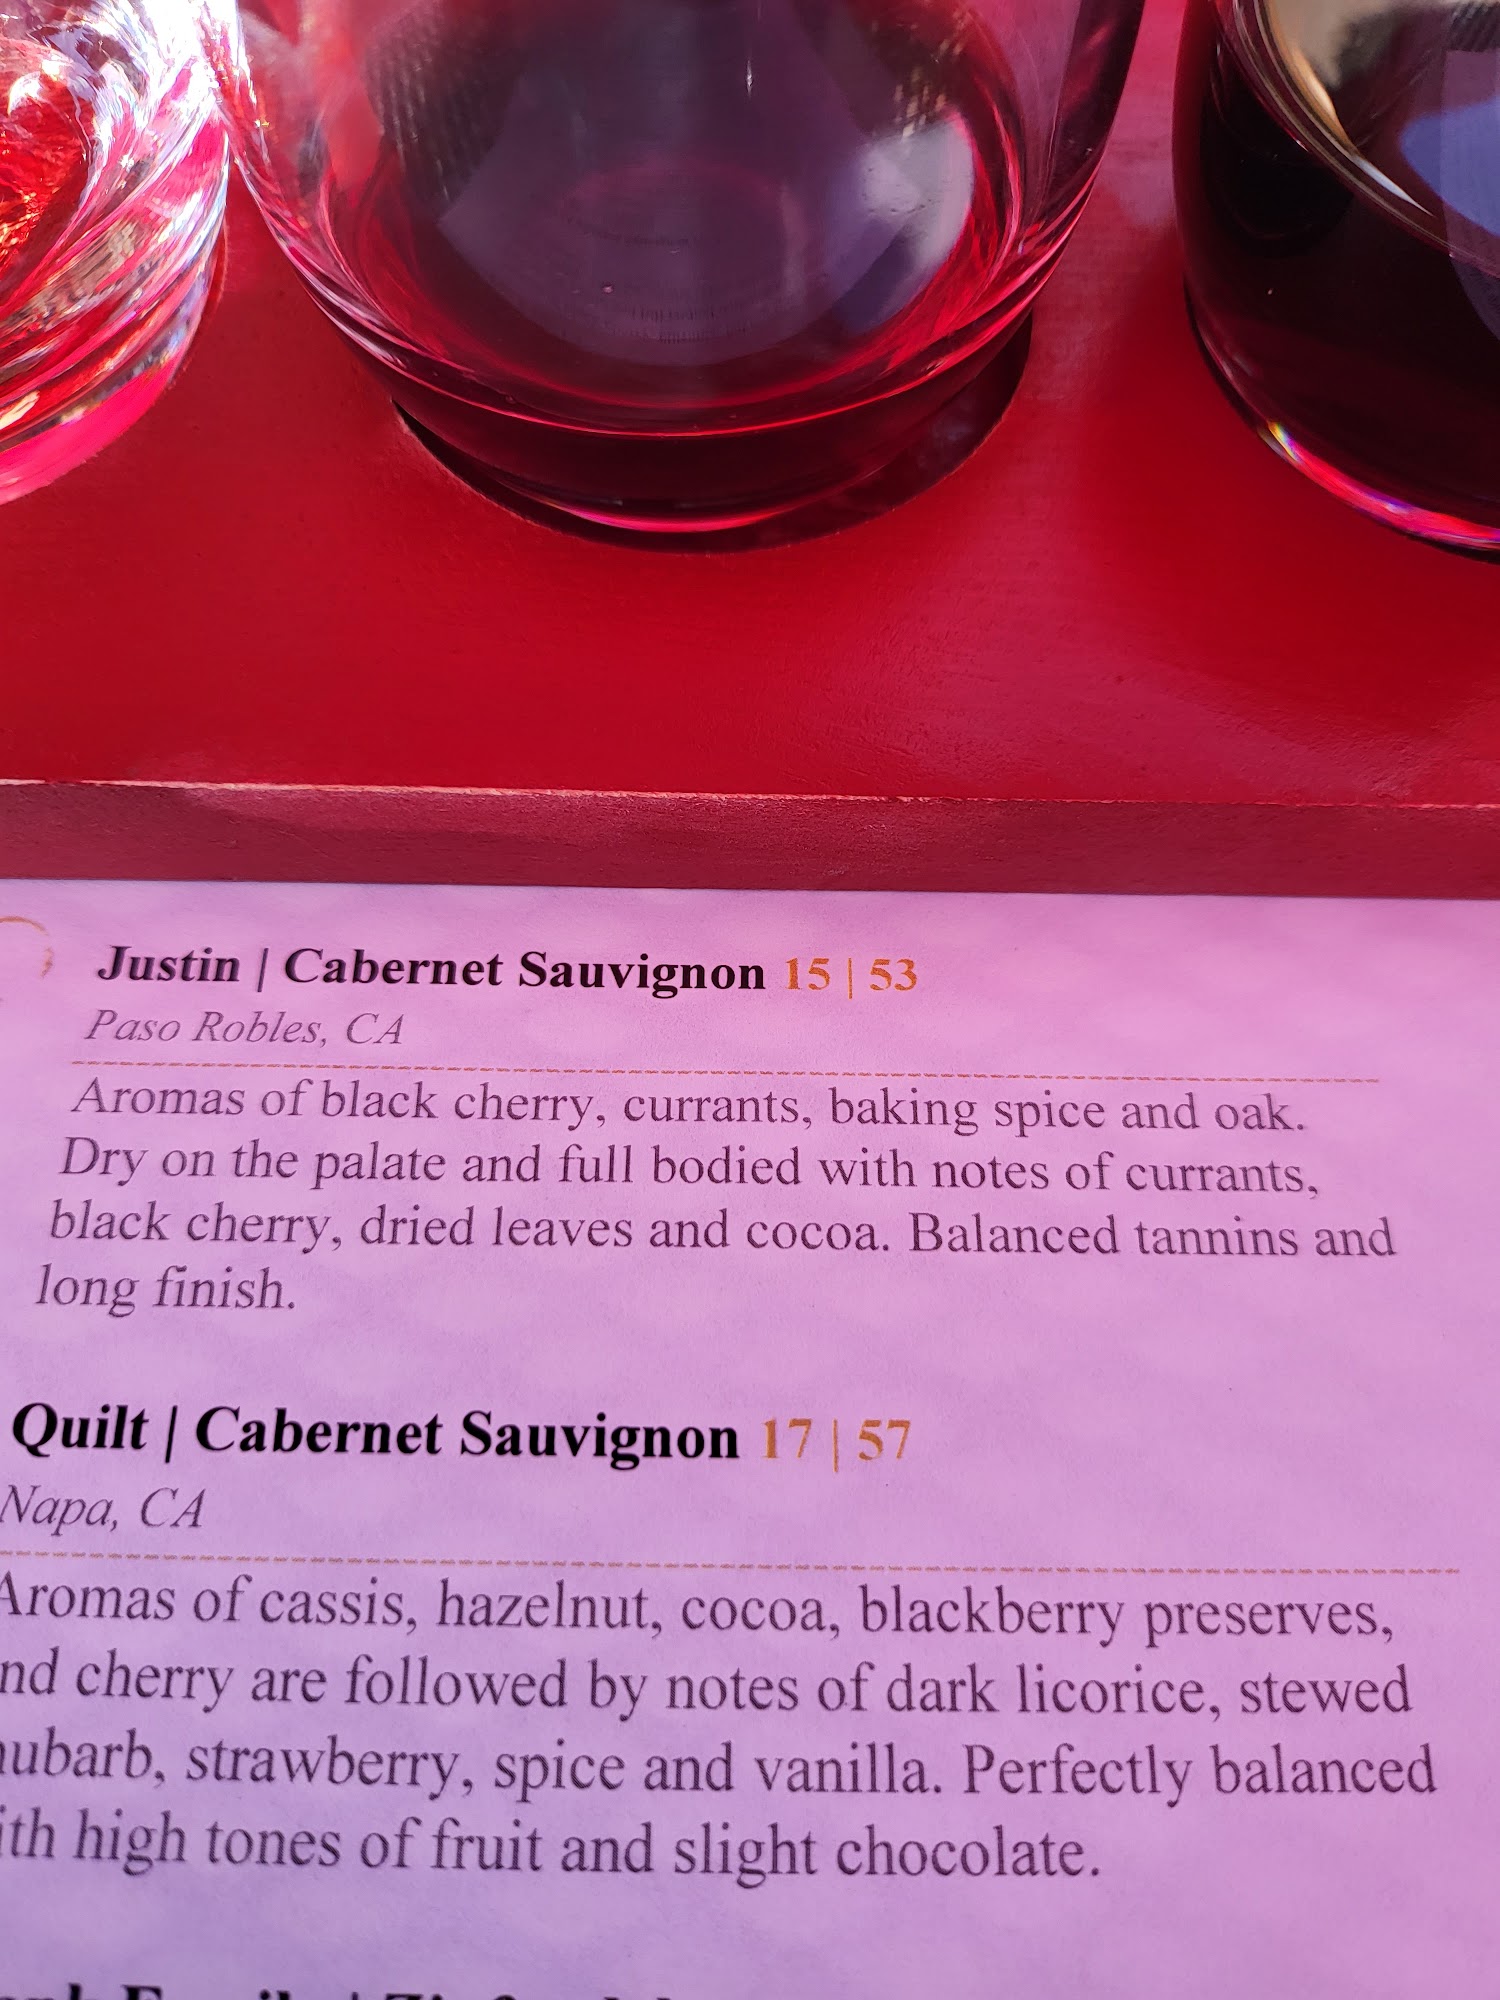 Justin | Cabernet Sauvignon 15 | 53
Paso Robles, CA
Aromas of black cherry, currants, baking spice and oak.
Dry on the palate and full bodied with notes of currants,
black cherry, dried leaves and cocoa. Balanced tannins and
long finish.
Quilt | Cabernet Sauvignon 17 | 57
Napa, CA
Aromas of cassis, hazelnut, cocoa, blackberry preserves,
nd cherry are followed by notes of dark licorice, stewed
ubarb, strawberry, spice and vanilla. Perfectly balanced
ith high tones of fruit and slight chocolate.